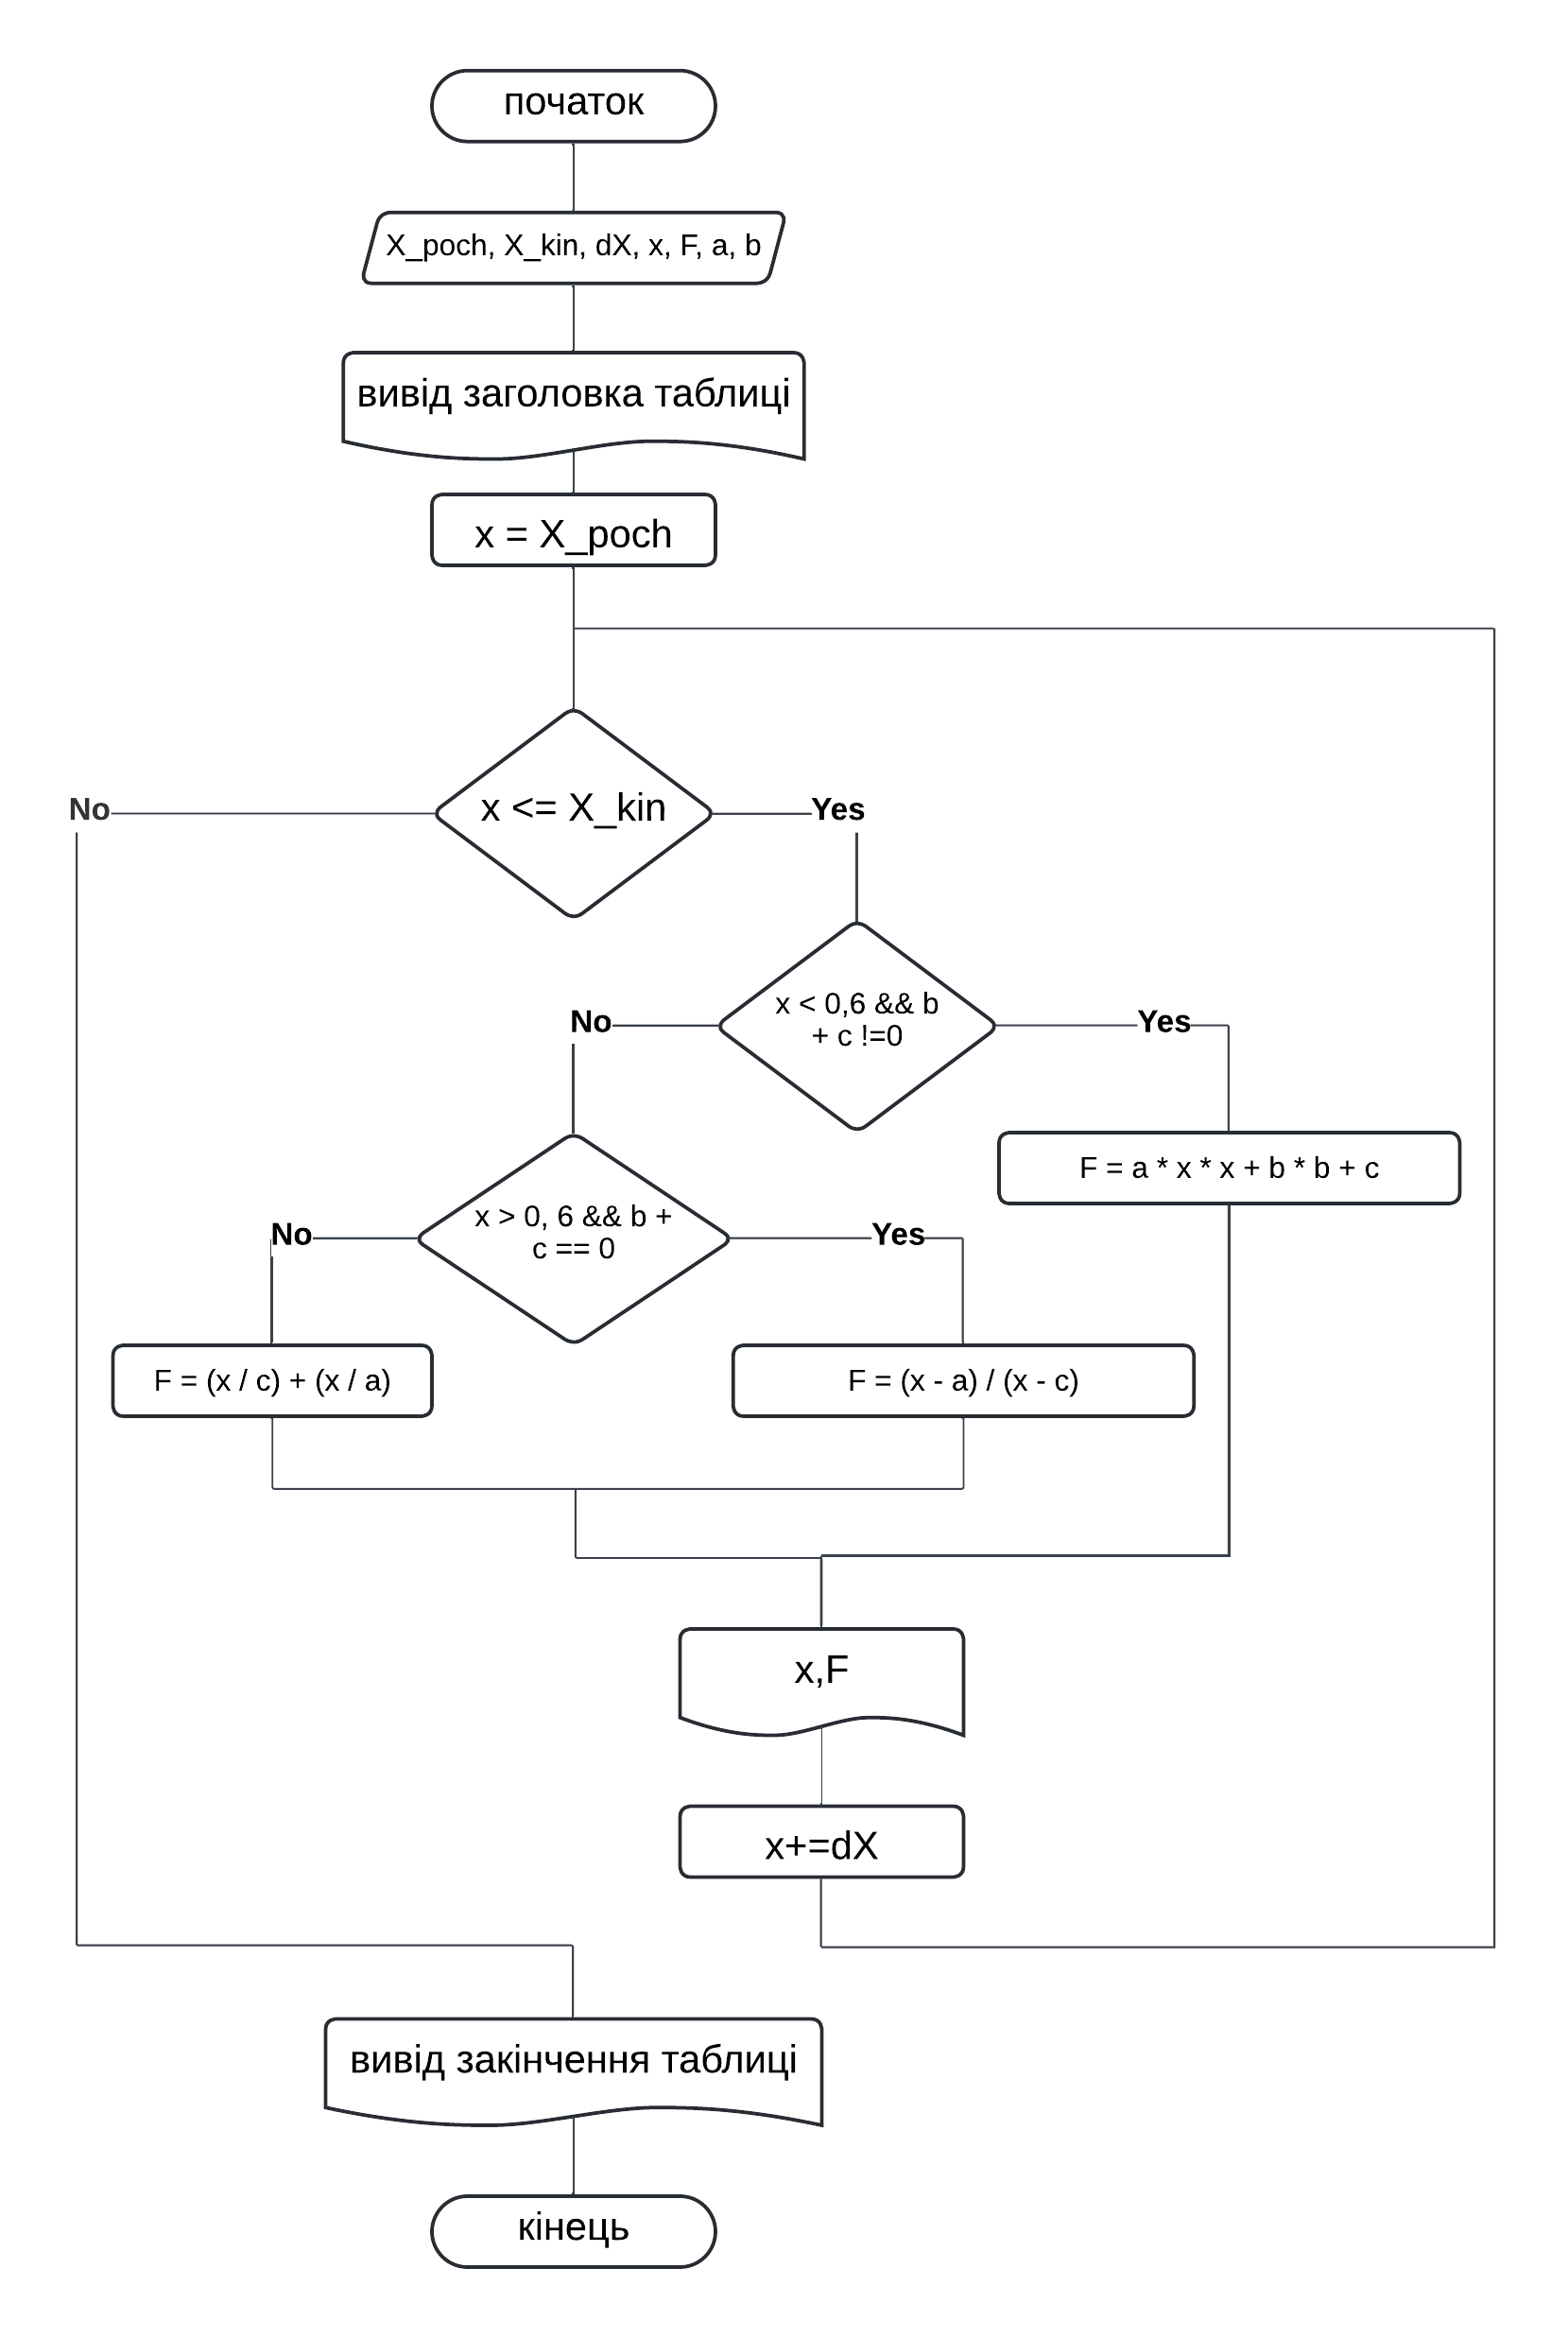 початок
X_poch, X_kin, dX, x, F, a, b
вивід заголовка таблиці
x = X_poch
x <= X_kin
No
Yes
x < 0,6 && b
+ c !=0
No
Yes
F = a * x * x + b * b + c
x > 0, 6 && b +
c == 0
No
Yes
F = (x / c) + (x / a)
F = (x - a) / (x - c)
x,F
x+=dX
вивід закінчення таблиці
кінець